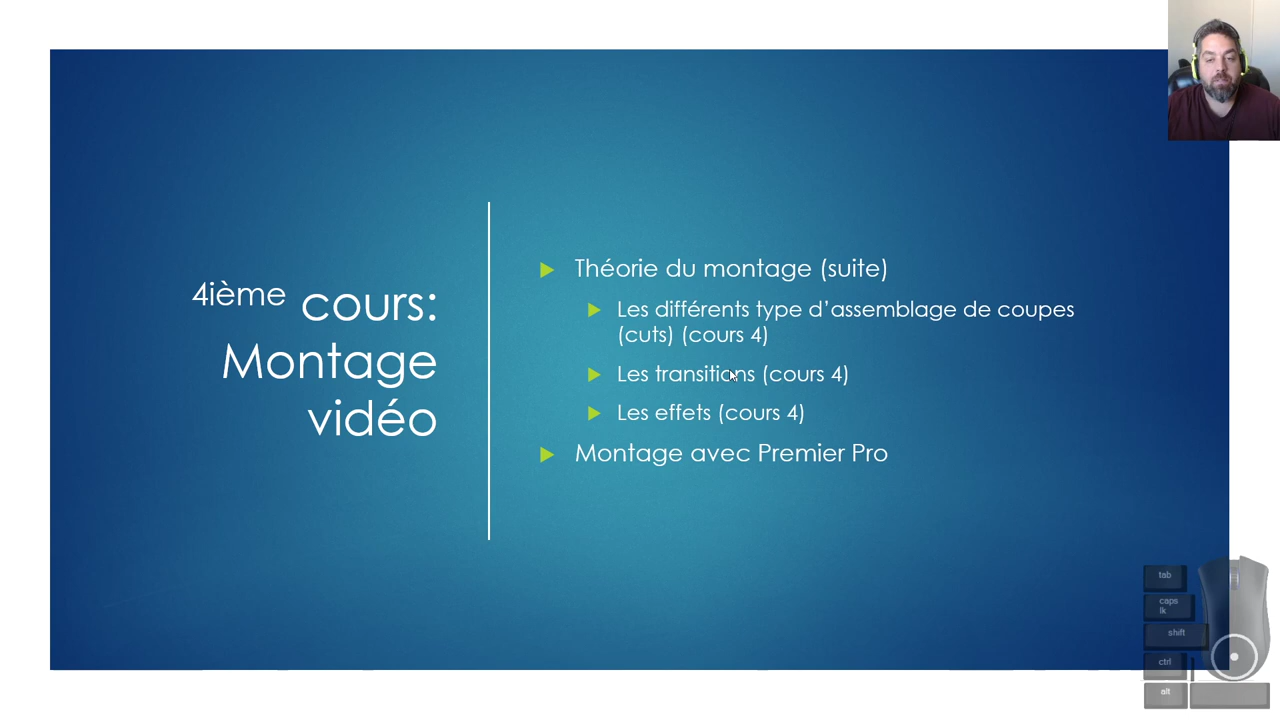 4ième cours:
Montage
vidéo
Théorie du montage (suite)
Les différents type d’assemblage de coupes
(cuts) (cours 4)
Les transitions (cours 4)
Les effets (cours 4)
Montage avec Premier Pro
tab
caps
lk
shift
ctrl
alt